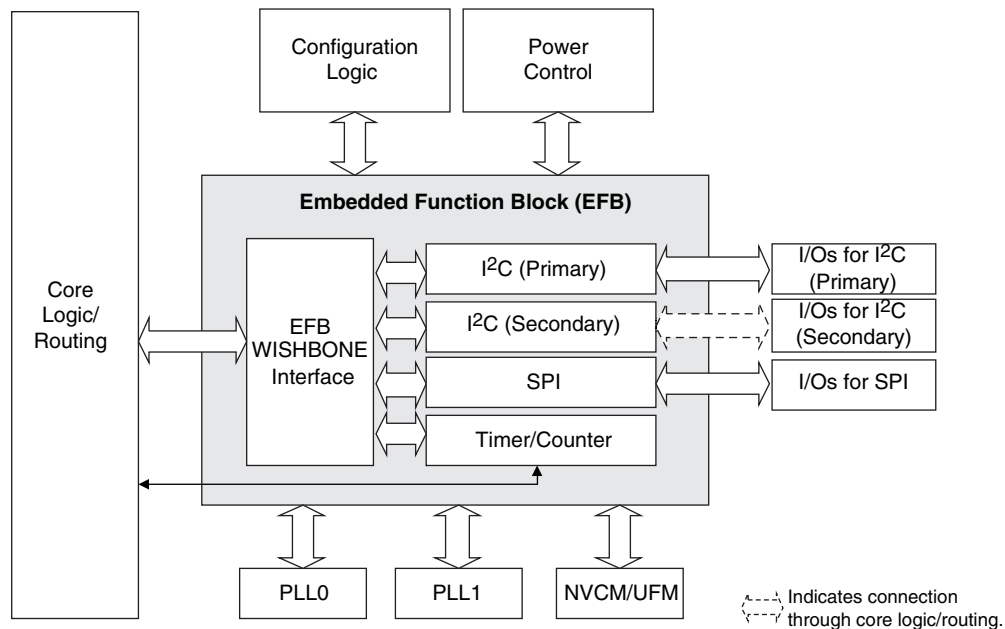 Configuration
Logic
Power
Control
Embedded Function Block (EFB)
Core
Logic/
Routing
EFB
WISHBONE
Interface
I²C (Primary)
I²C (Secondary)
SPI
Timer/Counter
I/Os for I²C
(Primary)
I/Os for I²C
(Secondary)
I/Os for SPI
PLL0
PLL1
NVCM/UFM
Indicates connection
through core logic/routing.